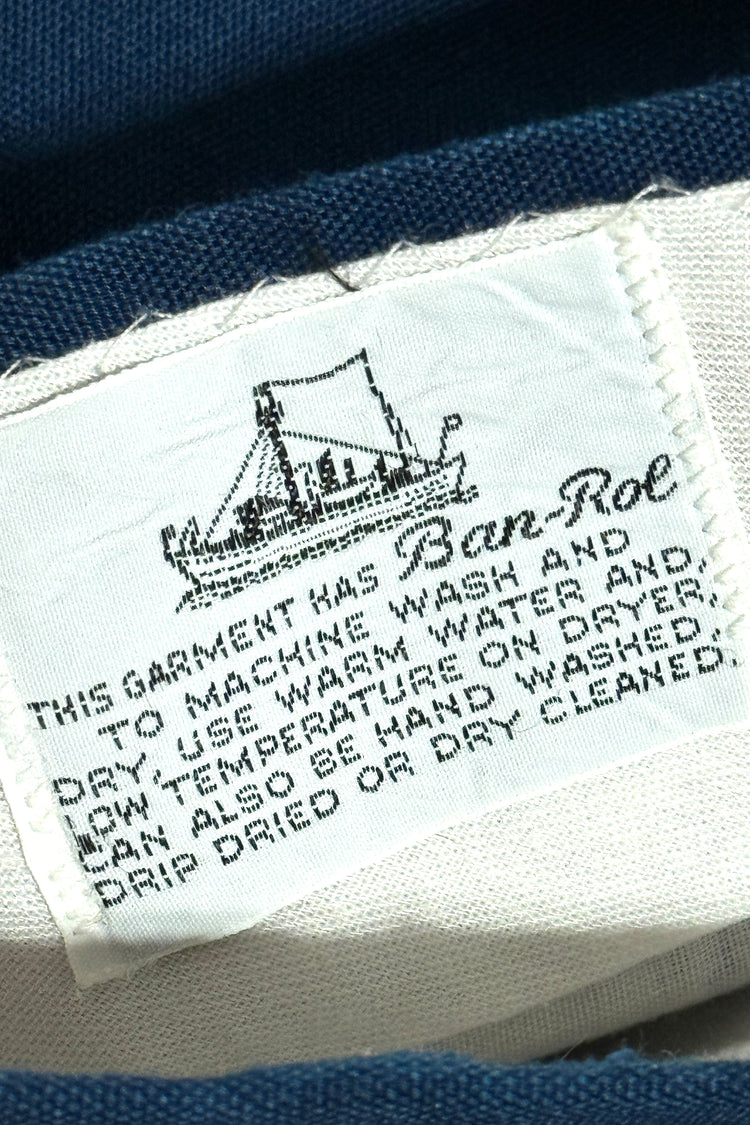 THIS GARMENT HAS Ban-Rol
TO MACHINE WASH AND
DRY, USE WARM WATER AND
LOW TEMPERATURE ON DRYER,
CAN ALSO BE HAND WASHED,
DRIP DRIED OR DRY CLEANED.